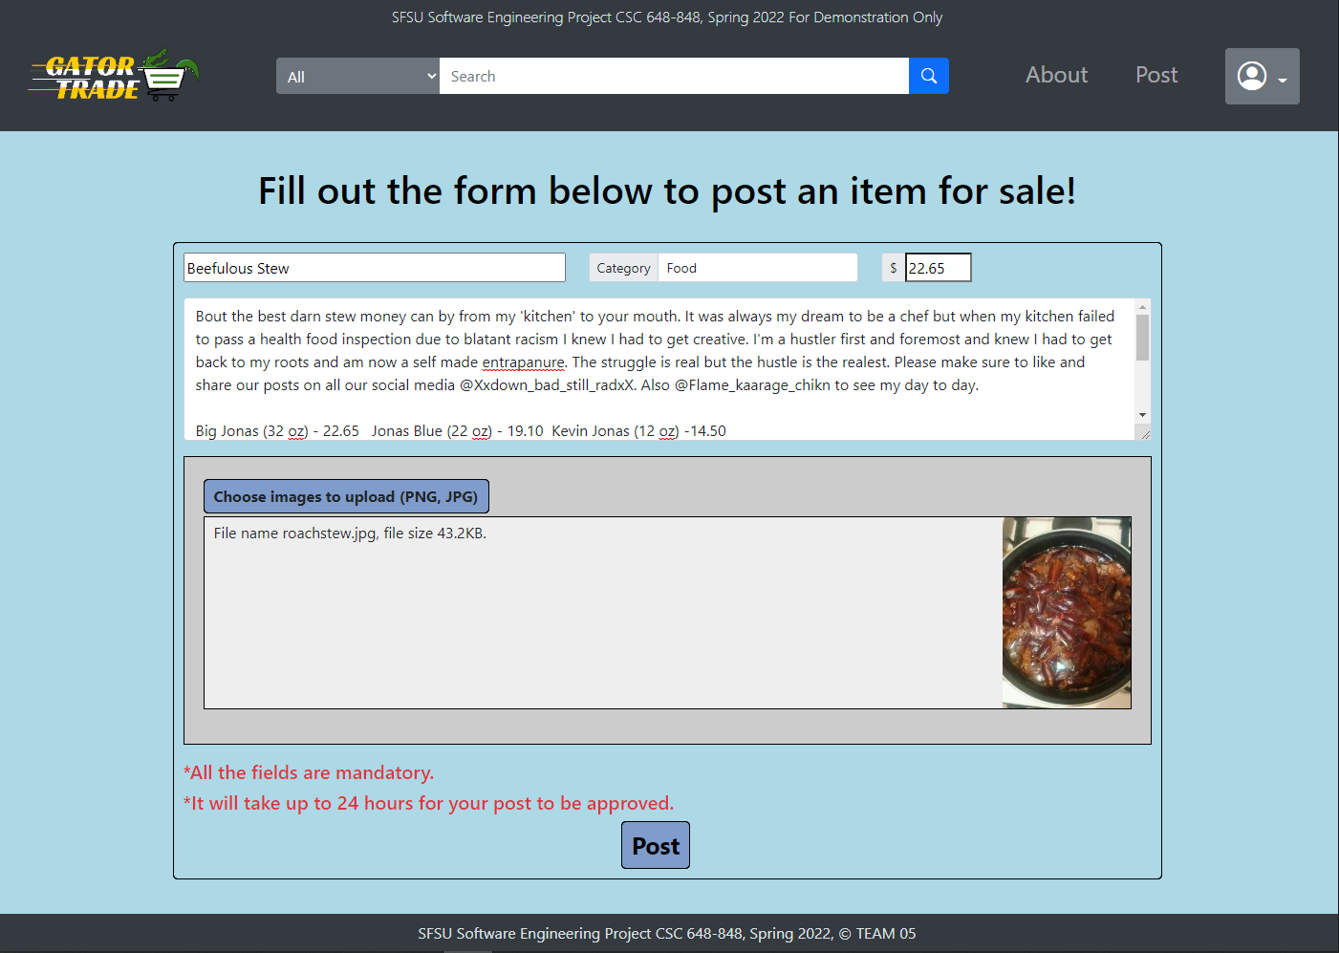 SFSU Software Engineering Project CSC 648-848, Spring 2022 For Demonstration Only
GATOR
TRADE
All
Search
About
Post
Fill out the form below to post an item for sale!
Beefulous Stew
Category
Food
$
22.65
Bout the best darn stew money can by from my 'kitchen' to your mouth. It was always my dream to be a chef but when my kitchen failed
to pass a health food inspection due to blatant racism I knew I had to get creative. I'm a hustler first and foremost and knew I had to get
back to my roots and am now a self made entrapanure. The struggle is real but the hustle is the realest. Please make sure to like and
share our posts on all our social media @Xxdown_bad_still_radxX. Also @Flame_kaarage_chikn to see my day to day.
Big Jonas (32 oz) - 22.65   Jonas Blue (22 oz) - 19.10  Kevin Jonas (12 oz) -14.50
Choose images to upload (PNG, JPG)
File name roachstew.jpg, file size 43.2KB.
*All the fields are mandatory.
*It will take up to 24 hours for your post to be approved.
Post
SFSU Software Engineering Project CSC 648-848, Spring 2022, © TEAM 05